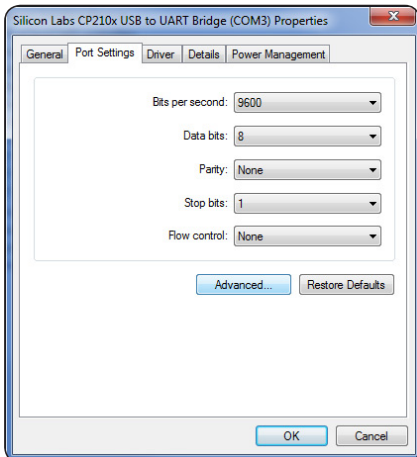 Silicon Labs CP210x USB to UART Bridge (COM3) Properties
General Port Settings Driver Details Power Management
Bits per second: 9600
Data bits: 8
Parity: None
Stop bits: 1
Flow control: None
Advanced... Restore Defaults
OK Cancel